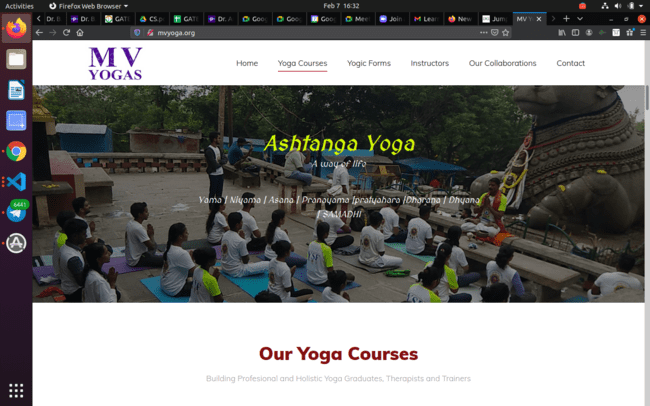 Activities
Firefox Web Browser
Feb 7 16:32
Dr. B
Dr. B
GATE
CS.p
GATE
Dr. A
Goo
Goo
Goo
Meet
Join
Learn
New
Juma
MV Y
mvyoga.org
MV
YOGAS
Home
Yoga Courses
Yogic Forms
Instructors
Our Collaborations
Contact
Ashtanga Yoga
A way of life
Yama | Niyama | Asana | Pranayama |pratyahara |Dharana | Dhyana
| SAMADHI
6441
Our Yoga Courses
Building Profesional and Holistic Yoga Graduates, Therapists and Trainers